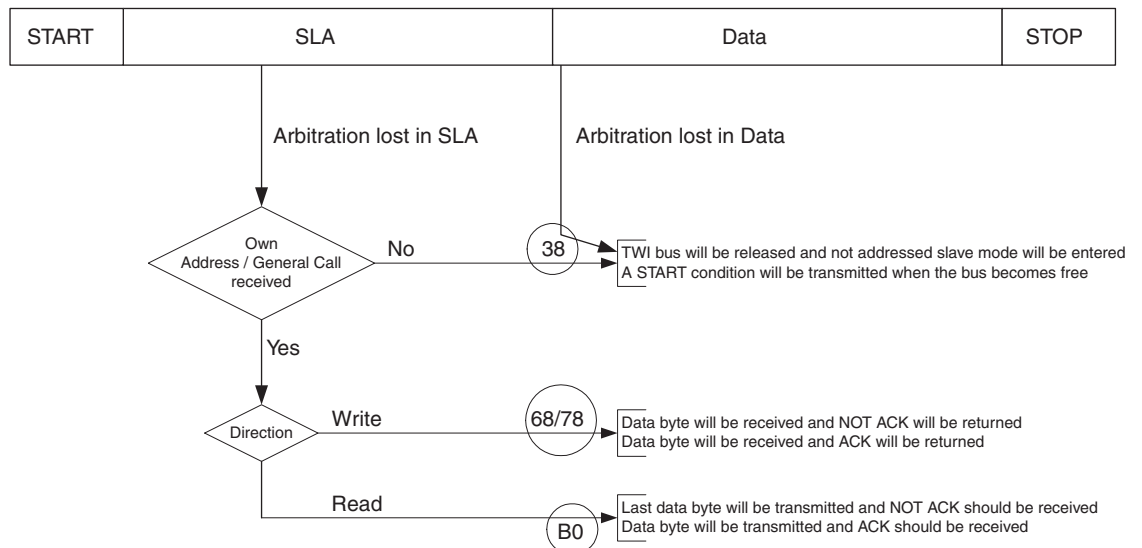 START SLA Data STOP
Arbitration lost in SLA Arbitration lost in Data
Own
Address / General Call
received
No
38
TWI bus will be released and not addressed slave mode will be entered
A START condition will be transmitted when the bus becomes free
Yes
Direction
Write
68/78
Data byte will be received and NOT ACK will be returned
Data byte will be received and ACK will be returned
Read
B0
Last data byte will be transmitted and NOT ACK should be received
Data byte will be transmitted and ACK should be received